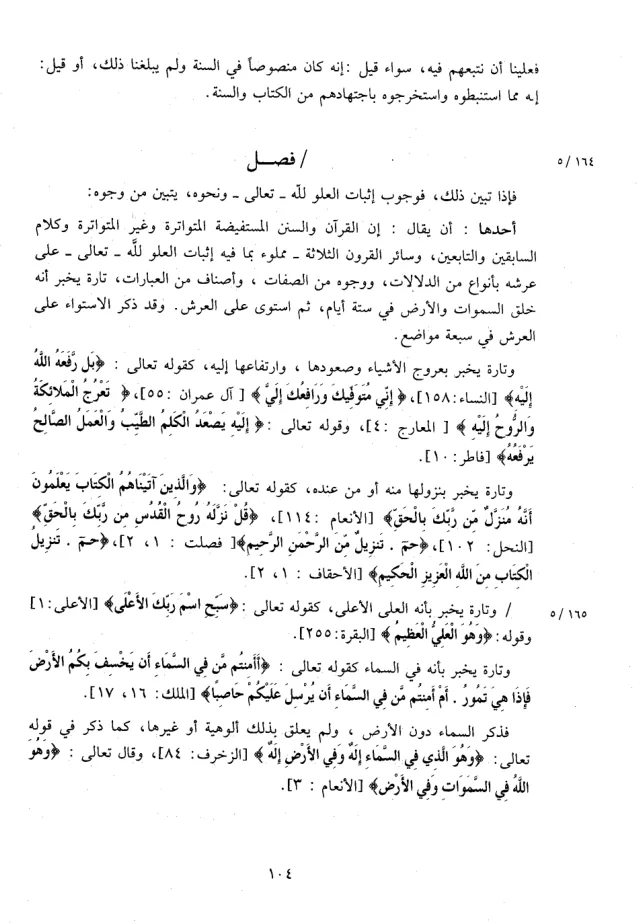 فعلينا أن نتبعهم فيه، سواء قيل :إنه كان منصوصاً في السنة ولم يبلغنا ذلك، أو قيل:
إنه مما استنبطوه واستخرجوه باجتهادهم من الكتاب والسنة.
١٦٤/ ٥
/ فصـــل
فإذا تبين ذلك، فوجوب إثبات العلو للّه ـ تعالى ـ ونحوه، يتبين من وجوه:
أحدها : أن يقال : إن القرآن والسنن المستفيضة المتواترة وغير المتواترة وكلام
السابقين والتابعين، وسائر القرون الثلاثة ـ مملوء بما فيه إثبات العلو للّه ـ تعالى ـ على
عرشه بأنواع من الدلالات، ووجوه من الصفات ، وأصناف من العبارات، تارة يخبر أنه
خلق السموات والأرض في ستة أيام، ثم استوى على العرش. وقد ذكر الاستواء على
العرش في سبعة مواضع.
وتارة يخبر بعروج الأشياء وصعودها ، وارتفاعها إليه، كقوله تعالى : ﴿بَل رَّفَعَهُ اللَّهُ
إِلَيْهِ﴾ [النساء:١٥٨]،﴿ إِنِّي مُتَوَفِّيكَ وَرَافِعُكَ إِلَيَّ ﴾ [ آل عمران :٥٥]،﴿ تَعْرُجُ الْمَلائِكَةُ
وَالرُّوحُ إِلَيْهِ ﴾ [ المعارج :٤]، وقوله تعالى :﴿ إِلَيْهِ يَصْعَدُ الْكَلِمُ الطَّيِّبُ وَالْعَمَلُ الصَّالِحُ
يَرْفَعُهُ﴾ [فاطر:١٠].
وتارة يخبر بنزولها منه أو من عنده، كقوله تعالى: ﴿وَالَّذِينَ آتَيْنَاهُمُ الْكِتَابَ يَعْلَمُونَ
أَنَّهُ مُنَزَّلٌ مِّن رَّبِّكَ بِالْحَقِّ﴾ [الأنعام :١١٤]، ﴿قُلْ نَزَّلَهُ رُوحُ الْقُدُسِ مِن رَّبِّكَ بِالْحَقِّ﴾
[النحل: ١٠٢]،﴿حم . تَنزِيلٌ مِّنَ الرَّحْمَنِ الرَّحِيمِ﴾[ فصلت : ١، ٢]،﴿حم . تَنزِيلُ
الْكِتَابِ مِنَ اللَّهِ الْعَزِيزِ الْحَكِيمِ﴾ [الأحقاف : ١، ٢].
١٦٥/ ٥
/ وتارة يخبر بأنه العلى الأعلى، كقوله تعالى :﴿سَبِّحِ اسْمَ رَبِّكَ الأَعْلَى﴾ [الأعلى:١]
وقوله:﴿وَهُوَ الْعَلِيُّ الْعَظِيمُ ﴾ [البقرة:٢٥٥].
وتارة يخبر بأنه في السماء كقوله تعالى : ﴿أَأَمِنتُم مَّن فِي السَّمَاءِ أَن يَخْسِفَ بِكُمُ الأَرْضَ
فَإِذَا هِيَ تَمُورُ . أَمْ أَمِنتُم مَّن فِي السَّمَاءِ أَن يُرْسِلَ عَلَيْكُمْ حَاصِبًا﴾ [الملك: ١٦، ١٧].
فذكر السماء دون الأرض ، ولم يعلق بذلك ألوهية أو غيرها، كما ذكر في قوله
تعالى: ﴿وَهُوَ الَّذِي فِي السَّمَاءِ إِلَهٌ وَفِي الأَرْضِ إِلَهٌ ﴾ [الزخرف: ٨٤]، وقال تعالى : ﴿وَهُوَ
اللَّهُ فِي السَّمَوَاتِ وَفِي الأَرْضِ﴾ [الأنعام : ٣].
١٠٤